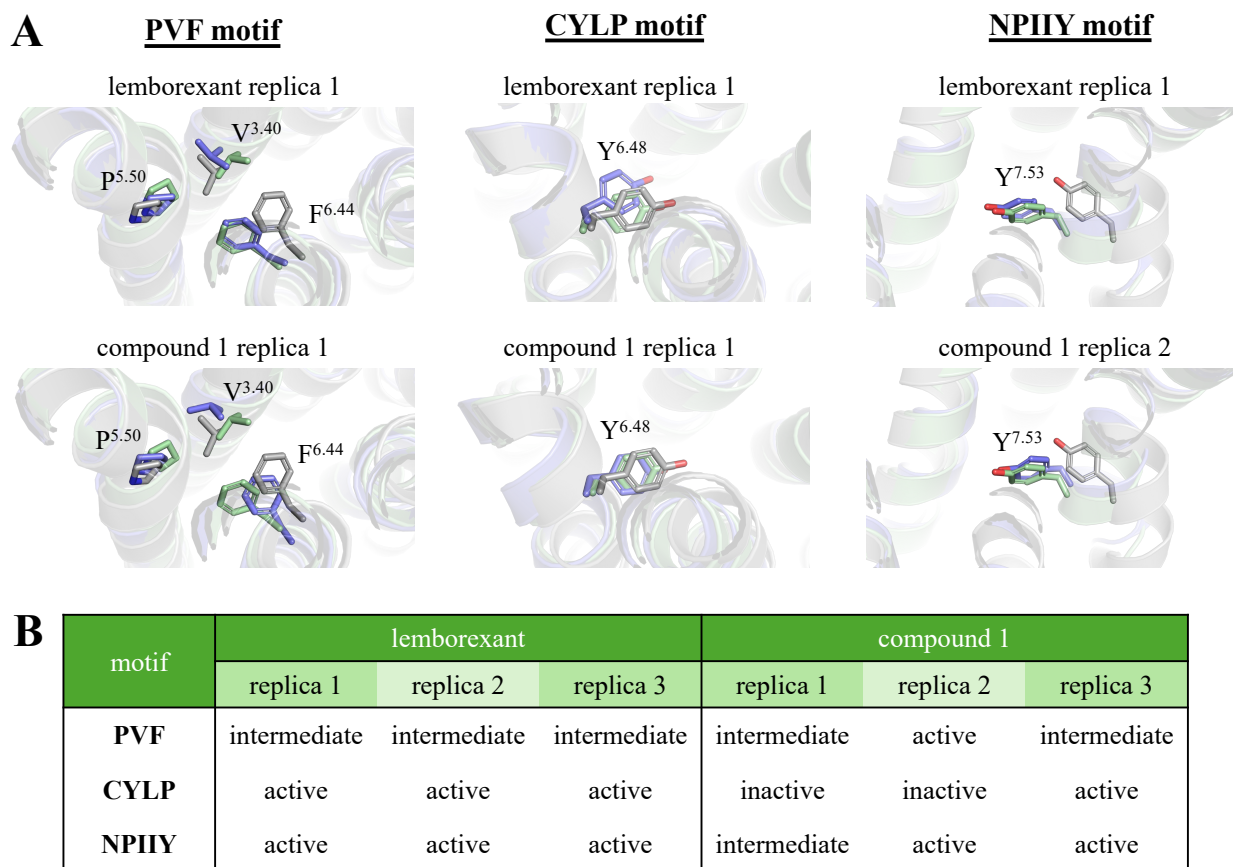 A
PVF motif CYLP motif NPIIY motif
lemborexant replica 1 lemborexant replica 1 lemborexant replica 1
V3.40
P5.50
F6.44
Y6.48
Y7.53
compound 1 replica 1 compound 1 replica 1 compound 1 replica 2
V3.40
P5.50
F6.44
Y6.48
Y7.53
B
motif lemborexant compound 1
replica 1 replica 2 replica 3 replica 1 replica 2 replica 3
PVF intermediate intermediate intermediate intermediate active intermediate
CYLP active active active inactive inactive active
NPIIY active active active intermediate active active